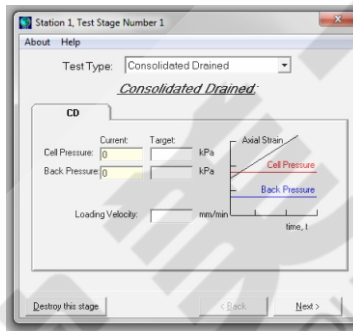 Station 1, Test Stage Number 1
x
About Help
Test Type: Consolidated Drained
Consolidated Drained:
CD
Current: Target:
Cell Pressure: 0 kPa
Back Pressure: 0 kPa
Loading Velocity: mm/min
Axial Strain
Cell Pressure
Back Pressure
time, t
Destroy this stage < Back Next >